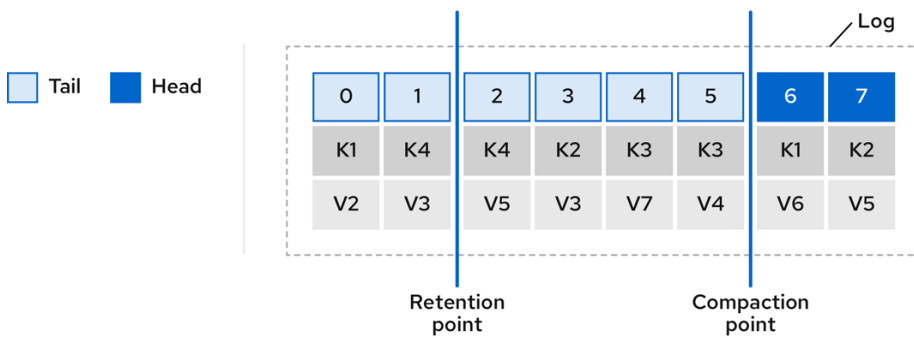 Log
Tail Head
0 1 2 3 4 5 6 7
K1 K4 K4 K2 K3 K3 K1 K2
V2 V3 V5 V3 V7 V4 V6 V5
Retention
point
Compaction
point